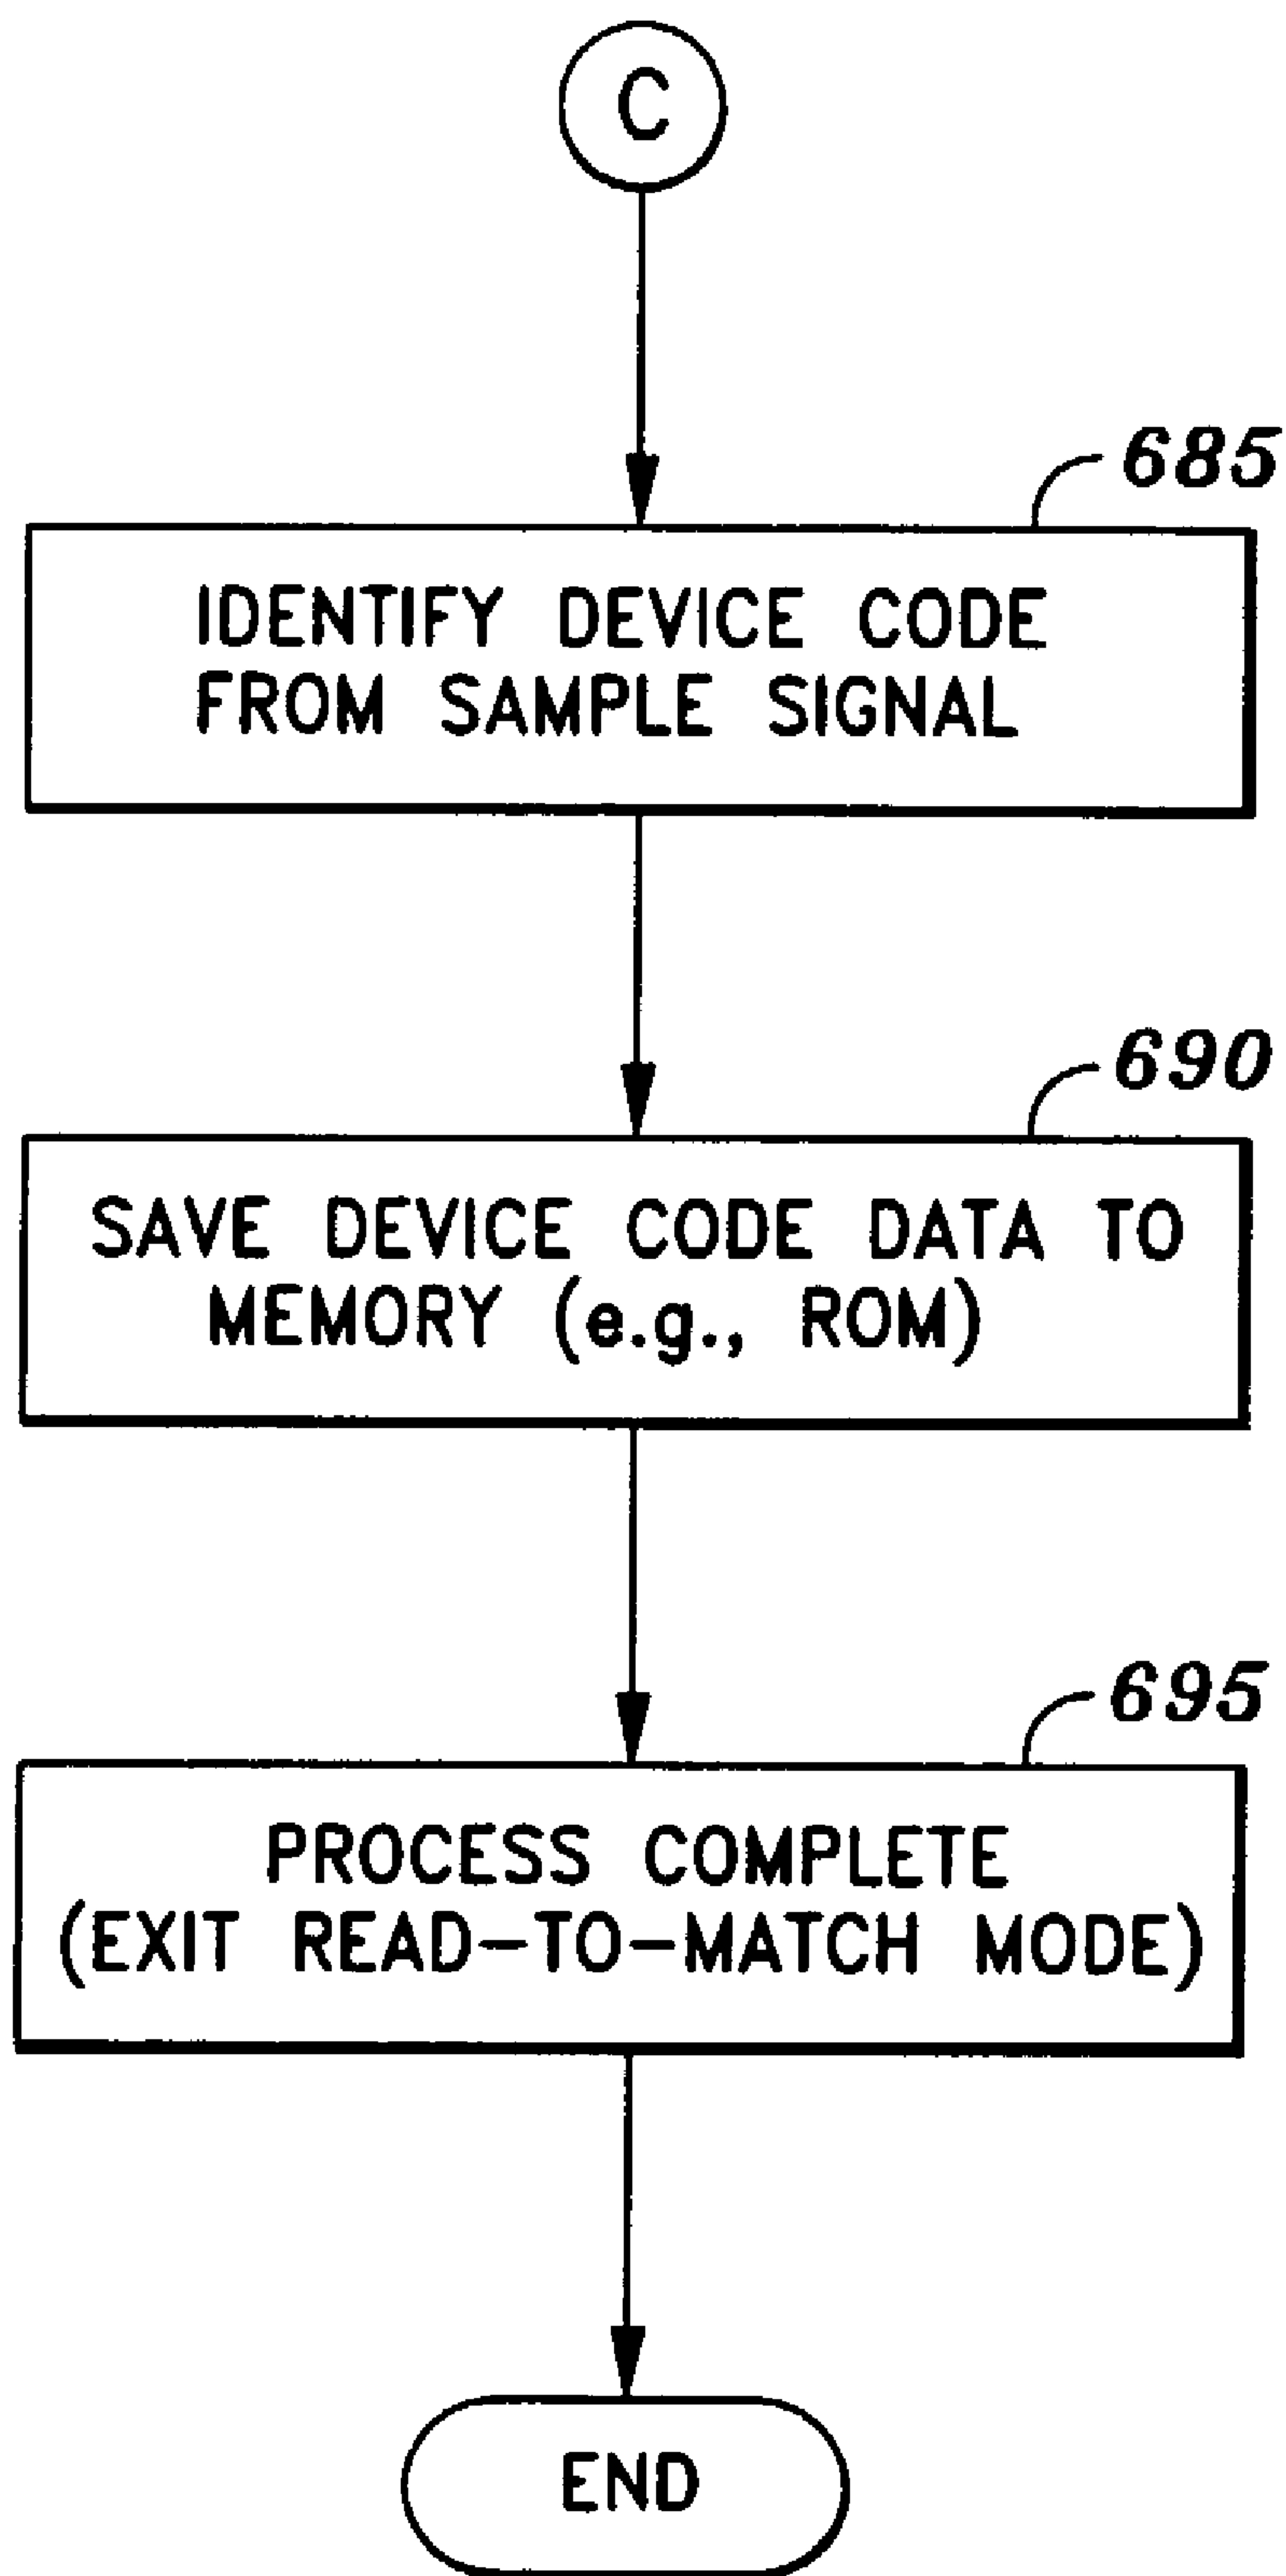 C
685
IDENTIFY DEVICE CODE
FROM SAMPLE SIGNAL
690
SAVE DEVICE CODE DATA TO
MEMORY (e.g., ROM)
695
PROCESS COMPLETE
(EXIT READ-TO-MATCH MODE)
END